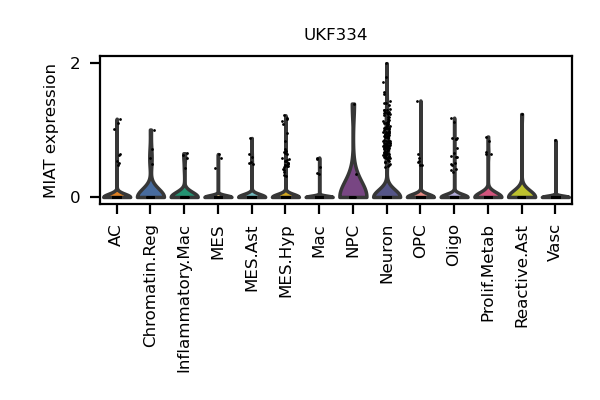 UKF334
MIAT expression
2
0
AC
Chromatin.Reg
Inflammatory.Mac
MES
MES.Ast
MES.Hyp
Mac
NPC
Neuron
OPC
Oligo
Prolif.Metab
Reactive.Ast
Vasc